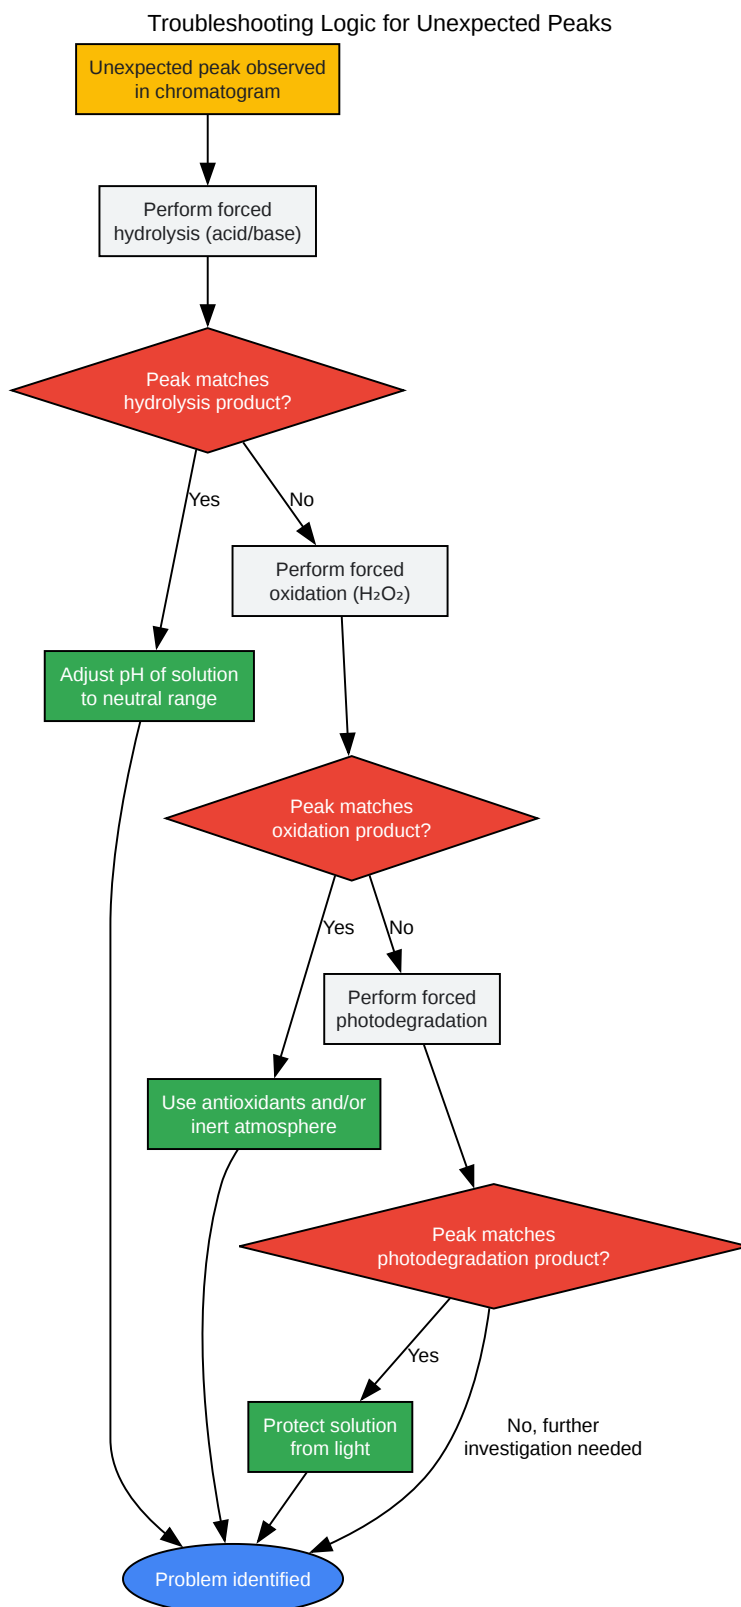 Troubleshooting Logic for Unexpected Peaks
Unexpected peak observed
in chromatogram
Perform forced
hydrolysis (acid/base)
Peak matches
hydrolysis product?
Yes
No
Perform forced
oxidation (H₂O₂)
Adjust pH of solution
to neutral range
Peak matches
oxidation product?
Yes
No
Perform forced
photodegradation
Use antioxidants and/or
inert atmosphere
Peak matches
photodegradation product?
Yes
No, further
investigation needed
Protect solution
from light
Problem identified